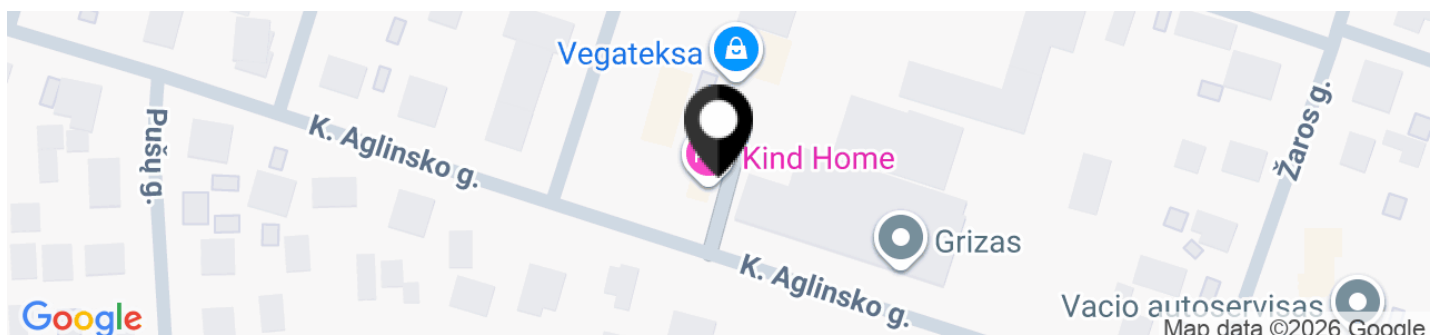 Vegateksa
Pušų g.
K. Aglinsko g.
Kind Home
Žaros g.
Grizas
K. Aglinsko g.
Vacio autoservisas
Google
Map data ©2026 Google